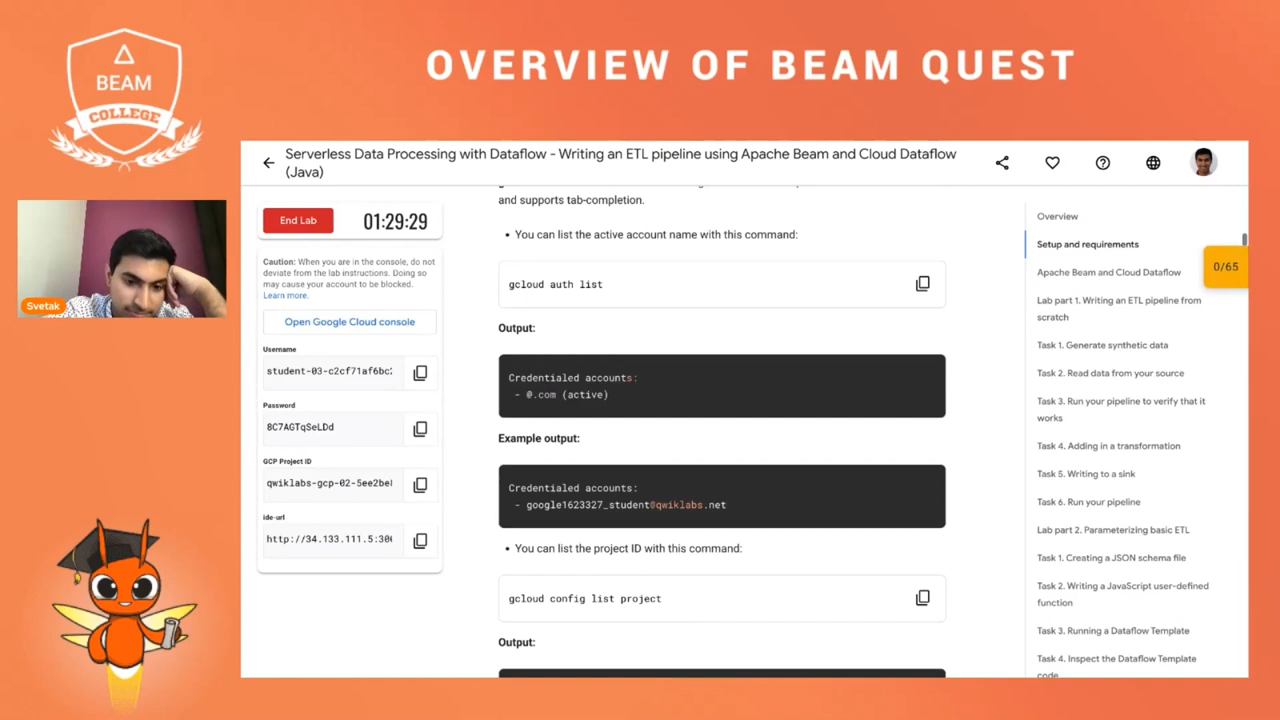 OVERVIEW OF BEAM QUEST
BEAM
COLLEGE
Serverless Data Processing with Dataflow - Writing an ETL pipeline using Apache Beam and Cloud Dataflow
(Java)
End Lab
01:29:29
Caution: When you are in the console, do not
deviate from the lab instructions. Doing so
may cause your account to be blocked.
Learn more.
Open Google Cloud console
Username
student-03-c2cf71af6bc
Password
8C7AGTqSeLDd
GCP Project ID
qwiklabs-gcp-02-5ee2be
ide-url
http://34.133.111.5:30
Svetak
and supports tab-completion.
• You can list the active account name with this command:
gcloud auth list
Output:
Credentialed accounts:
- @.com (active)
Example output:
Credentialed accounts:
- google1623327_student@qwiklabs.net
• You can list the project ID with this command:
gcloud config list project
Output:
Overview
Setup and requirements
Apache Beam and Cloud Dataflow
Lab part 1. Writing an ETL pipeline from
scratch
Task 1. Generate synthetic data
Task 2. Read data from your source
Task 3. Run your pipeline to verify that it
works
Task 4. Adding in a transformation
Task 5. Writing to a sink
Task 6. Run your pipeline
Lab part 2. Parameterizing basic ETL
Task 1. Creating a JSON schema file
Task 2. Writing a JavaScript user-defined
function
Task 3. Running a Dataflow Template
Task 4. Inspect the Dataflow Template
code
0/65